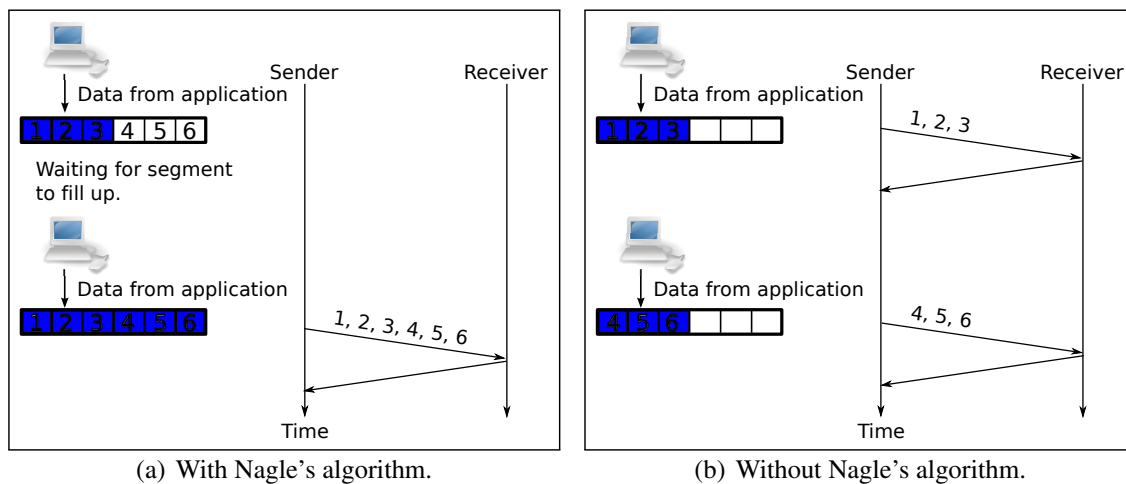 Sender
Receiver
Data from application
1 2 3 4 5 6
Waiting for segment
to fill up.
Data from application
1 2 3 4 5 6
1, 2, 3, 4, 5, 6
Time
(a) With Nagle's algorithm.
Sender
Receiver
Data from application
1 2 3
1, 2, 3
Data from application
4 5 6
4, 5, 6
Time
(b) Without Nagle's algorithm.